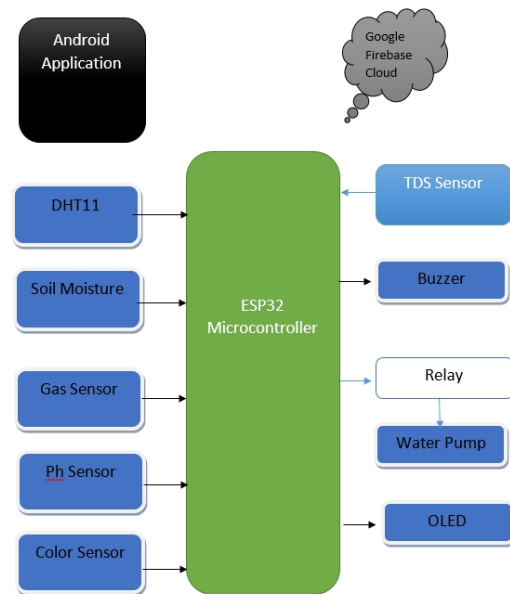 Android
Application
Google
Firebase
Cloud
DHT11
Soil Moisture
Gas Sensor
Ph Sensor
Color Sensor
ESP32
Microcontroller
TDS Sensor
Buzzer
Relay
Water Pump
OLED